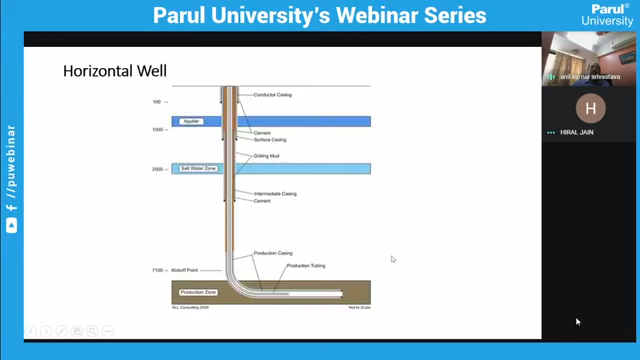 Parul University's Webinar Series
Parul®
University
Horizontal Well
Conductor Casing
100
Aquifer
1000
Cement
Surface Casing
Drilling Mud
2000
Salt Water Zone
Intermediate Casing
Cement
Production Casing
Production Tubing
7100
Kickoff Point
Production Zone
ALL Consulting 2008
Not to Scale
anil kumar srivastava
H
HIRAL JAIN
/puwebinar